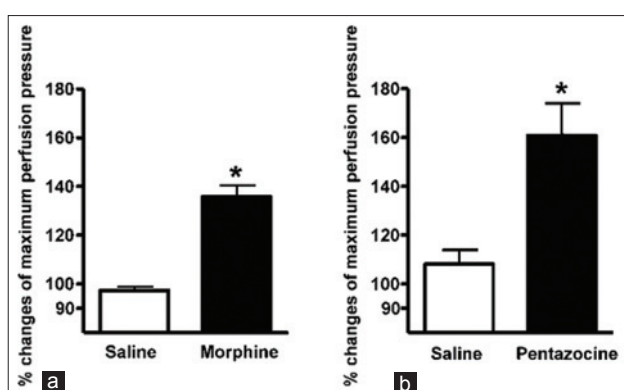 % changes of maximum perfusion pressure
180
160
140
120
100
90
*
Saline Morphine
a
% changes of maximum perfusion pressure
180
160
140
120
100
90
*
Saline Pentazocine
b